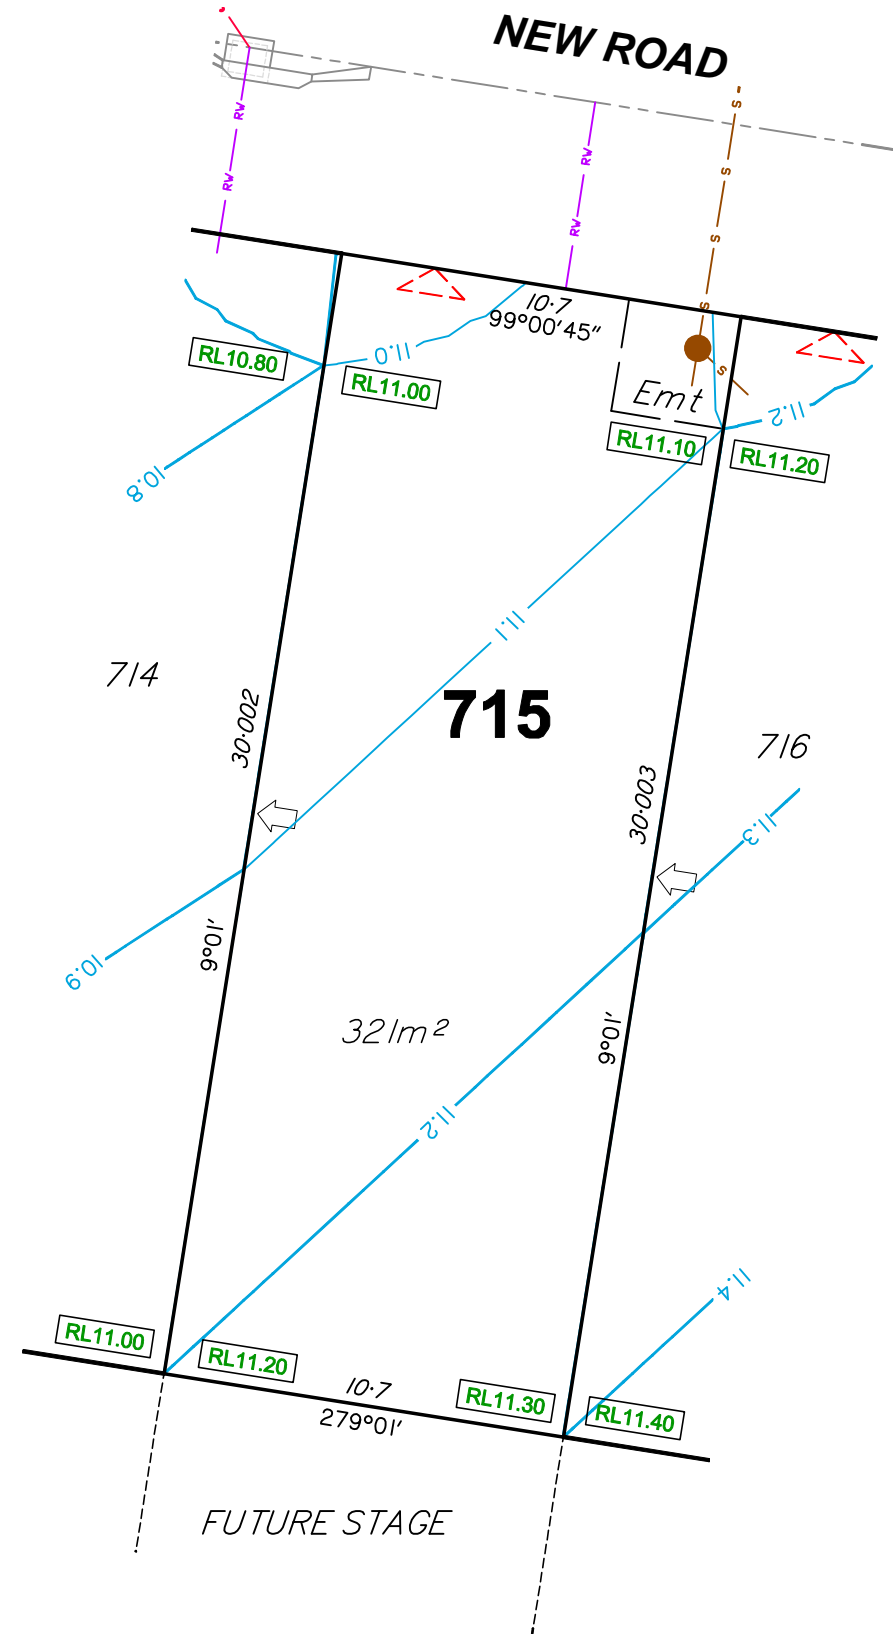 NEW ROAD
S
RW
RW
S
RW
RW
S
S
10·7
99°00'45"
11.0
RL10.80
RL11.00
S
Emt
11.2
RL11.10
RL11.20
10.8
11.1
714
715
30·002
716
30·003
11.3
9°01'
10.9
321m²
9°01'
11.2
11.4
RL11.00
RL11.20
10·7
279°01'
RL11.30
RL11.40
FUTURE STAGE